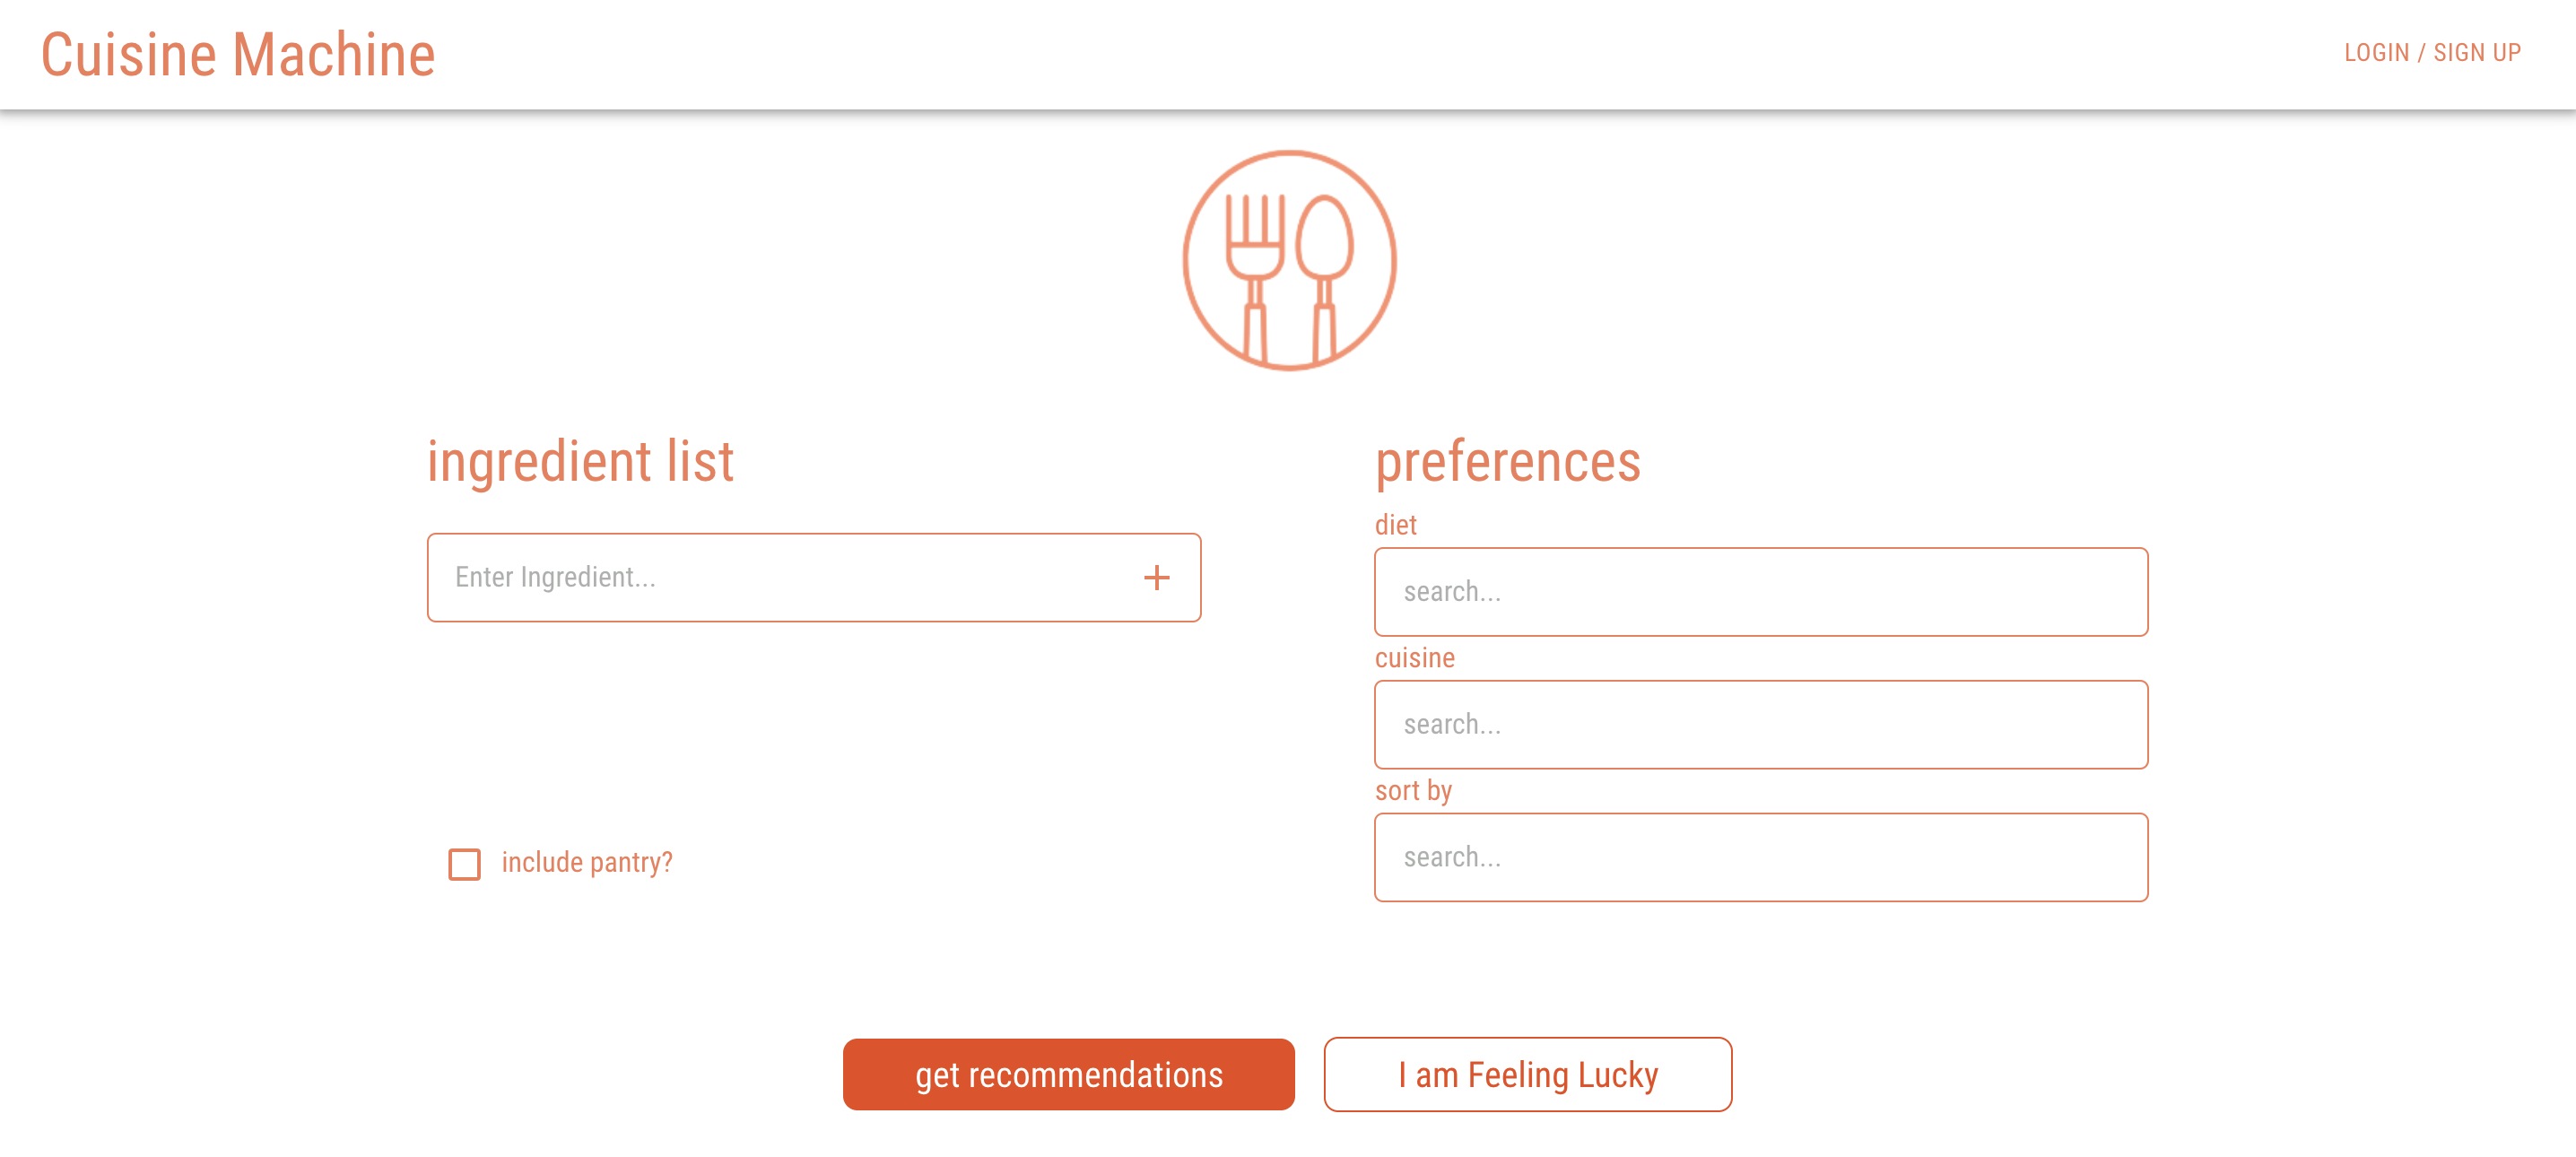 Cuisine Machine
LOGIN / SIGN UP
ingredient list
Enter Ingredient...
include pantry?
preferences
diet
search...
cuisine
search...
sort by
search...
get recommendations
I am Feeling Lucky